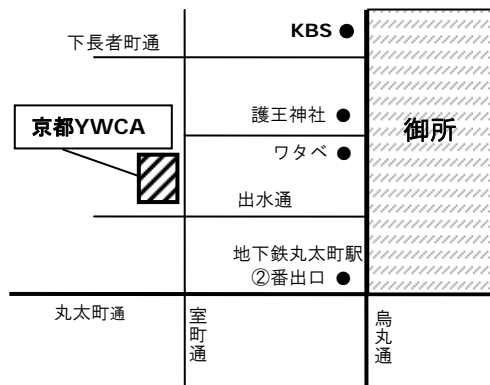 KBS
下長者町通
京都YWCA
護王神社
御所
ワタベ
出水通
地下鉄丸太町駅
②番出口
丸太町通
室町通
烏丸通